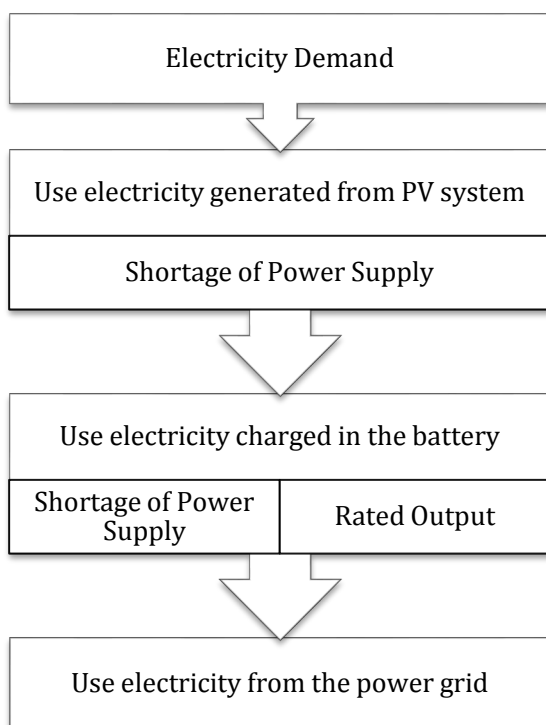 Electricity Demand
Use electricity generated from PV system
Shortage of Power Supply
Use electricity charged in the battery
Shortage of Power
Supply
Rated Output
Use electricity from the power grid